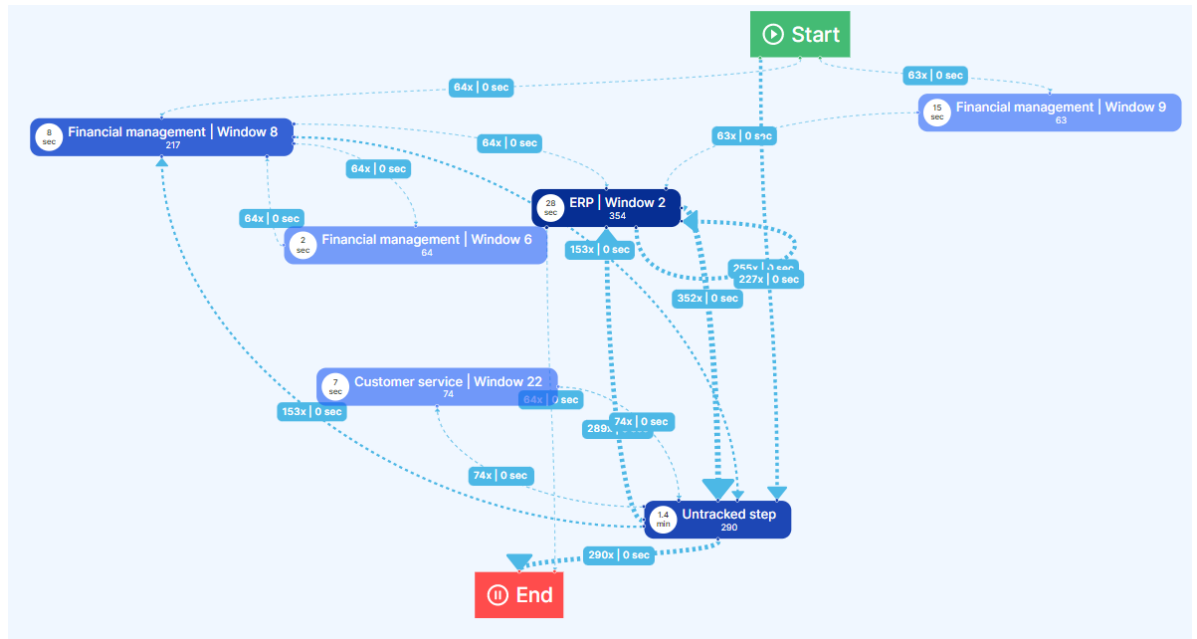 Start
63x | 0 sec
64x | 0 sec
15 sec
Financial management | Window 9
63
8 sec
Financial management | Window 8
217
63x | 0 sec
64x | 0 sec
64x | 0 sec
28 sec
ERP | Window 2
354
64x | 0 sec
2 sec
Financial management | Window 6
64
153x | 0 sec
255x | 0 sec
227x | 0 sec
352x | 0 sec
7 sec
Customer service | Window 22
74
64x | 0 sec
153x | 0 sec
74x | 0 sec
289x
74x | 0 sec
1.4 min
Untracked step
290
290x | 0 sec
End